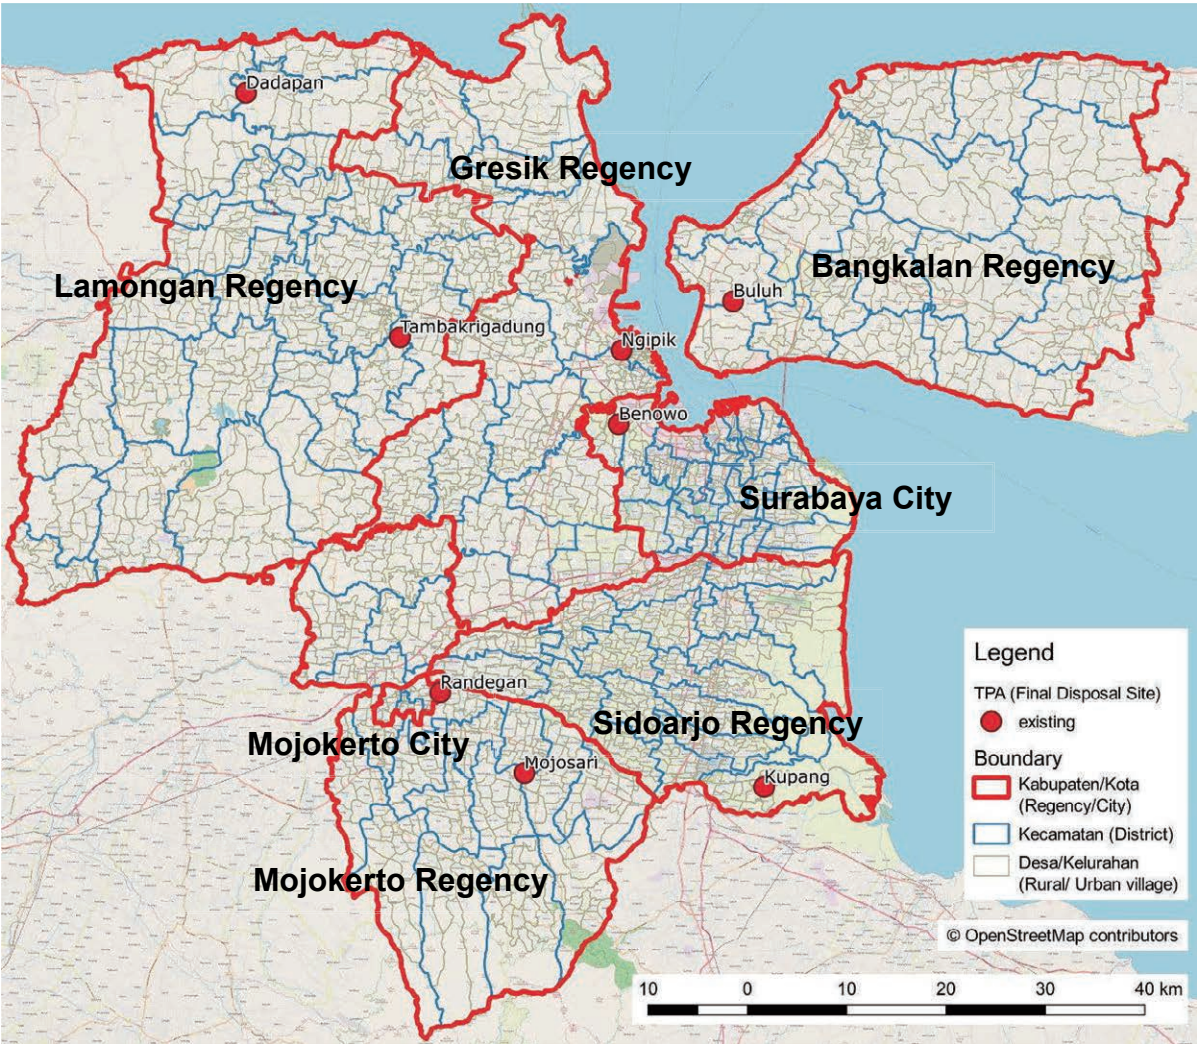 Dadapan
Gresik Regency
Bangkalan Regency
Lamongan Regency
Buluh
Tambakrigadung
Ngipik
Benowo
Surabaya City
Randegan
Sidoarjo Regency
Mojokerto City
Mojosari
Kupang
Mojokerto Regency
Legend
TPA (Final Disposal Site)
existing
Boundary
Kabupaten/Kota
(Regency/City)
Kecamatan (District)
Desa/Kelurahan
(Rural/ Urban village)
© OpenStreetMap contributors
10 0 10 20 30 40 km